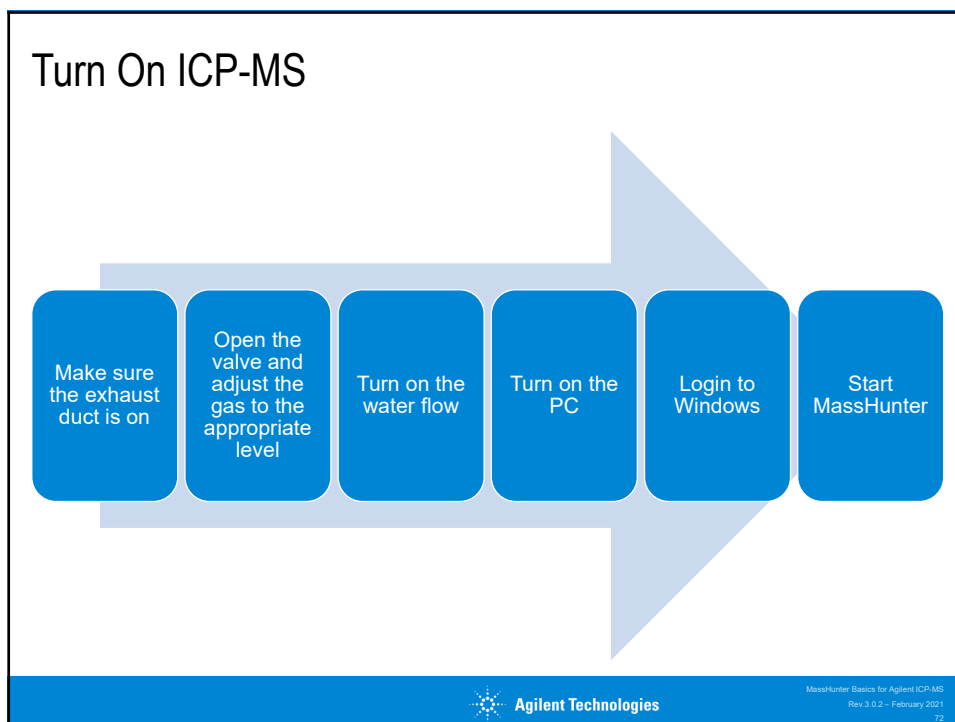 Turn On ICP-MS
Make sure
the exhaust
duct is on
Open the
valve and
adjust the
gas to the
appropriate
level
Turn on the
water flow
Turn on the
PC
Login to
Windows
Start
MassHunter
Agilent Technologies
MassHunter Basics for Agilent ICP-MS
Rev.3.0.2 – February 2021
72